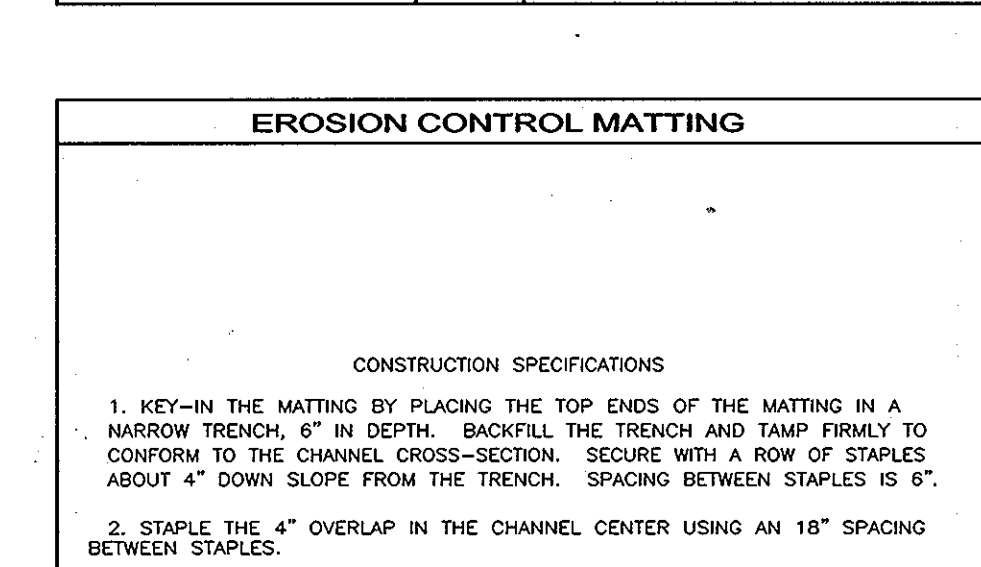 EROSION CONTROL MATTING
CONSTRUCTION SPECIFICATIONS
1. KEY-IN THE MATTING BY PLACING THE TOP ENDS OF THE MATTING IN A
NARROW TRENCH, 6" IN DEPTH. BACKFILL THE TRENCH AND TAMP FIRMLY TO
CONFORM TO THE CHANNEL CROSS-SECTION. SECURE WITH A ROW OF STAPLES
ABOUT 4" DOWN SLOPE FROM THE TRENCH. SPACING BETWEEN STAPLES IS 6".
2. STAPLE THE 4" OVERLAP IN THE CHANNEL CENTER USING AN 18" SPACING
BETWEEN STAPLES.